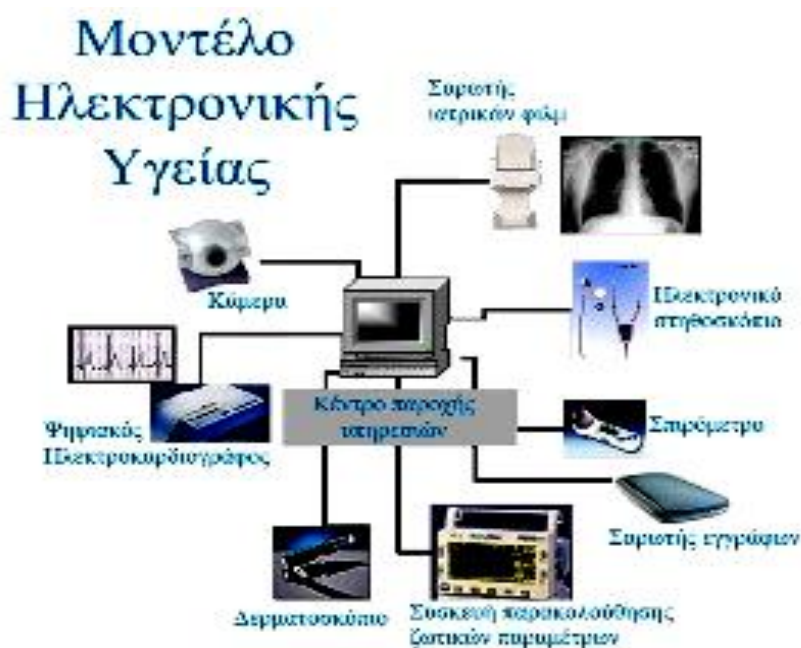 Μοντέλο
Ηλεκτρονικής
Υγείας
Σαρωτής
ιατρικών φιλμ
Κάμερα
Ηλεκτρονικό
στηθοσκόπιο
Κέντρο παροχής
υπηρεσιών
Ψηφιακός
Ηλεκτροκαρδιογράφος
Σπιρόμετρο
Σαρωτής εγγράφων
Δερματοσκόπιο
Συσκευή παρακολούθησης
ζωτικών παραμέτρων